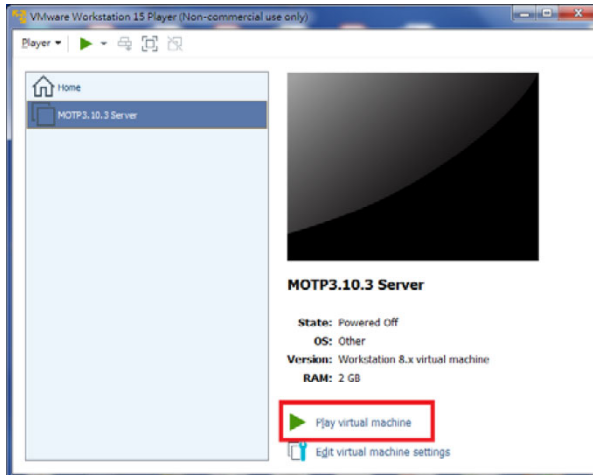 VMware Workstation 15 Player (Non-commercial use only)
Player
Home
MOTP3.10.3 Server
MOTP3.10.3 Server
State: Powered Off
OS: Other
Version: Workstation 8.x virtual machine
RAM: 2 GB
Play virtual machine
Edit virtual machine settings